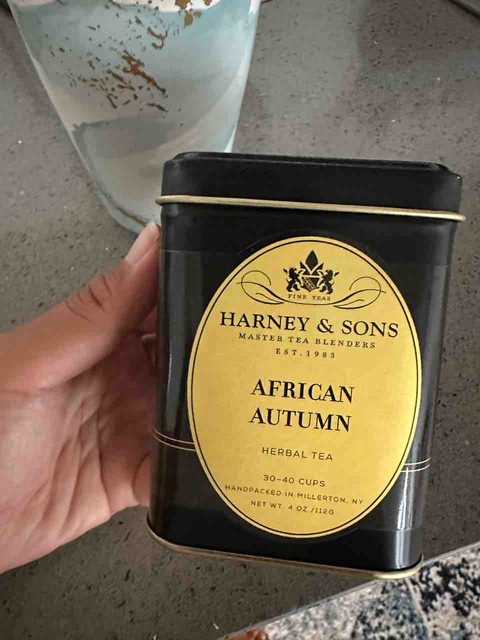 FINE TEAS
HARNEY & SONS
MASTER TEA BLENDERS
EST. 1983
AFRICAN
AUTUMN
HERBAL TEA
30-40 CUPS
HANDPACKED IN MILLERTON, NY
NET WT. 4 OZ./112G